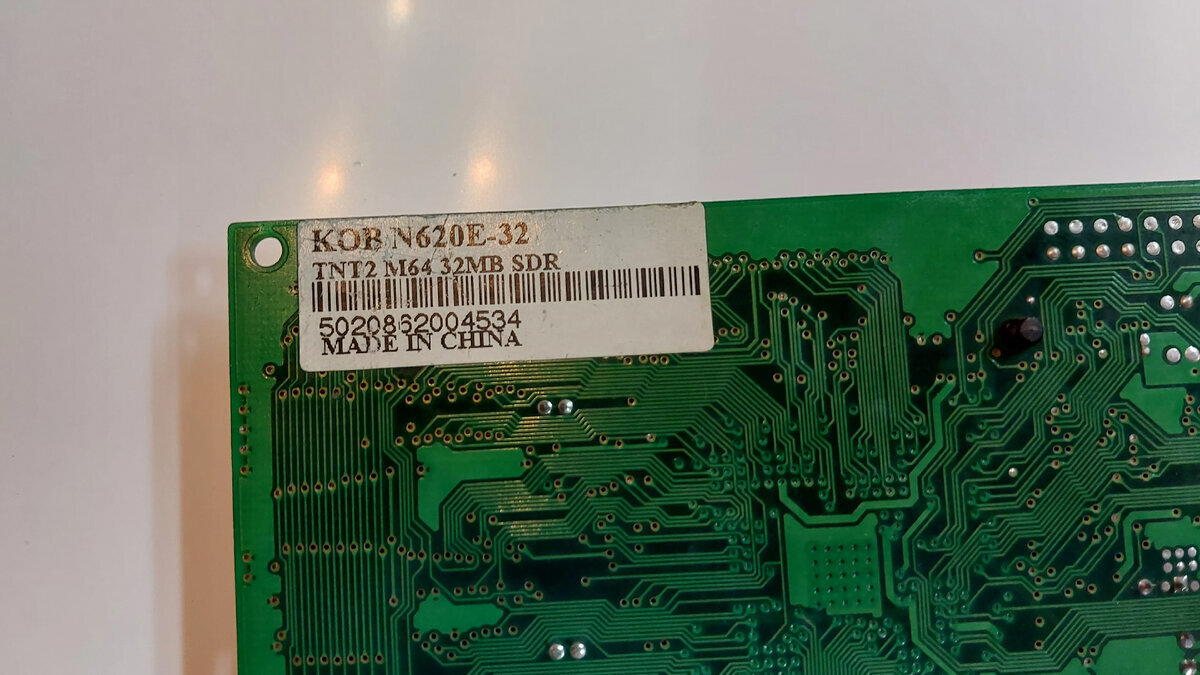 KOB N620E-32
TNT2 M64 32MB SDR
5020862004534
MADE IN CHINA